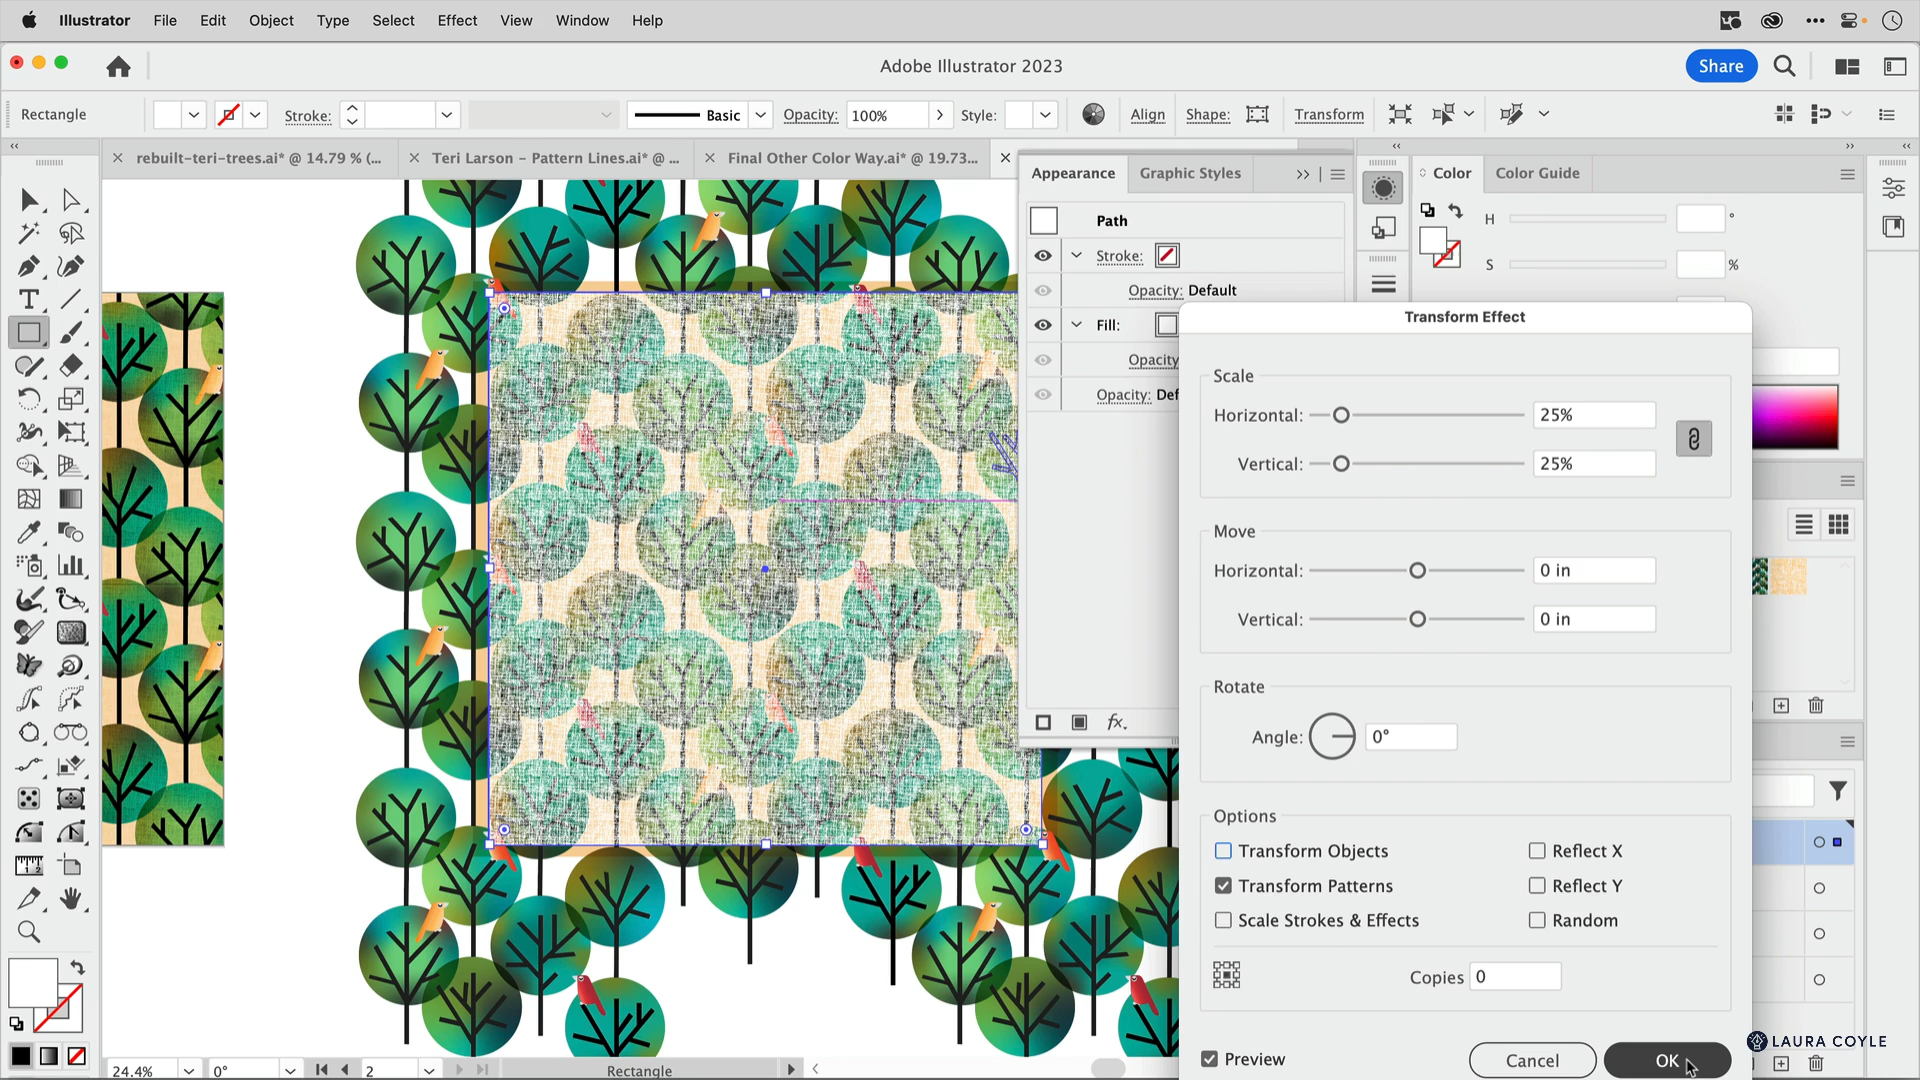 Illustrator File Edit Object Type Select Effect View Window Help
Adobe Illustrator 2023
Share
Rectangle
Stroke:
Basic
Opacity: 100%
Style:
Align
Shape:
Transform
rebuilt-teri-trees.ai* @ 14.79 % (...
Teri Larson - Pattern Lines.ai* @ ...
Final Other Color Way.ai* @ 19.73...
Appearance
Graphic Styles
Color
Color Guide
Path
H
°
Stroke:
S
%
Opacity: Default
Fill:
Opacity
Opacity: Def
fx.
Transform Effect
Scale
Horizontal: 25%
Vertical: 25%
Move
Horizontal: 0 in
Vertical: 0 in
Rotate
Angle: 0°
Options
Transform Objects
Reflect X
Transform Patterns
Reflect Y
Scale Strokes & Effects
Random
Copies 0
Preview
Cancel
OK
LAURA COYLE
24.4%
0°
2
Rectangle